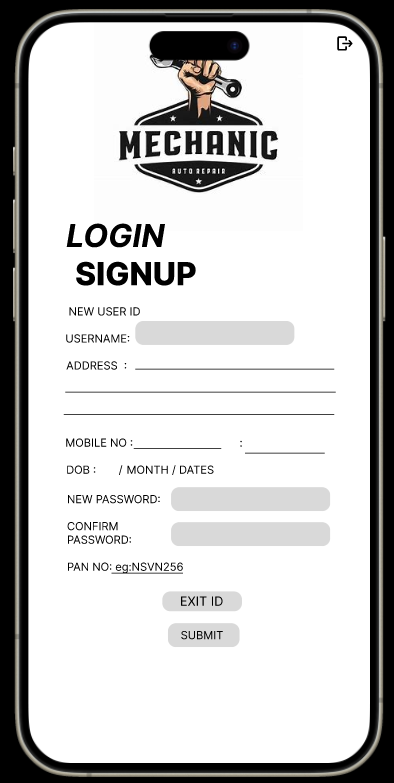 MECHANIC
AUTO REPAIR
LOGIN
SIGNUP
NEW USER ID
USERNAME:
ADDRESS :
MOBILE NO : :
DOB : / MONTH / DATES
NEW PASSWORD:
CONFIRM
PASSWORD:
PAN NO: eg:NSVN256
EXIT ID
SUBMIT